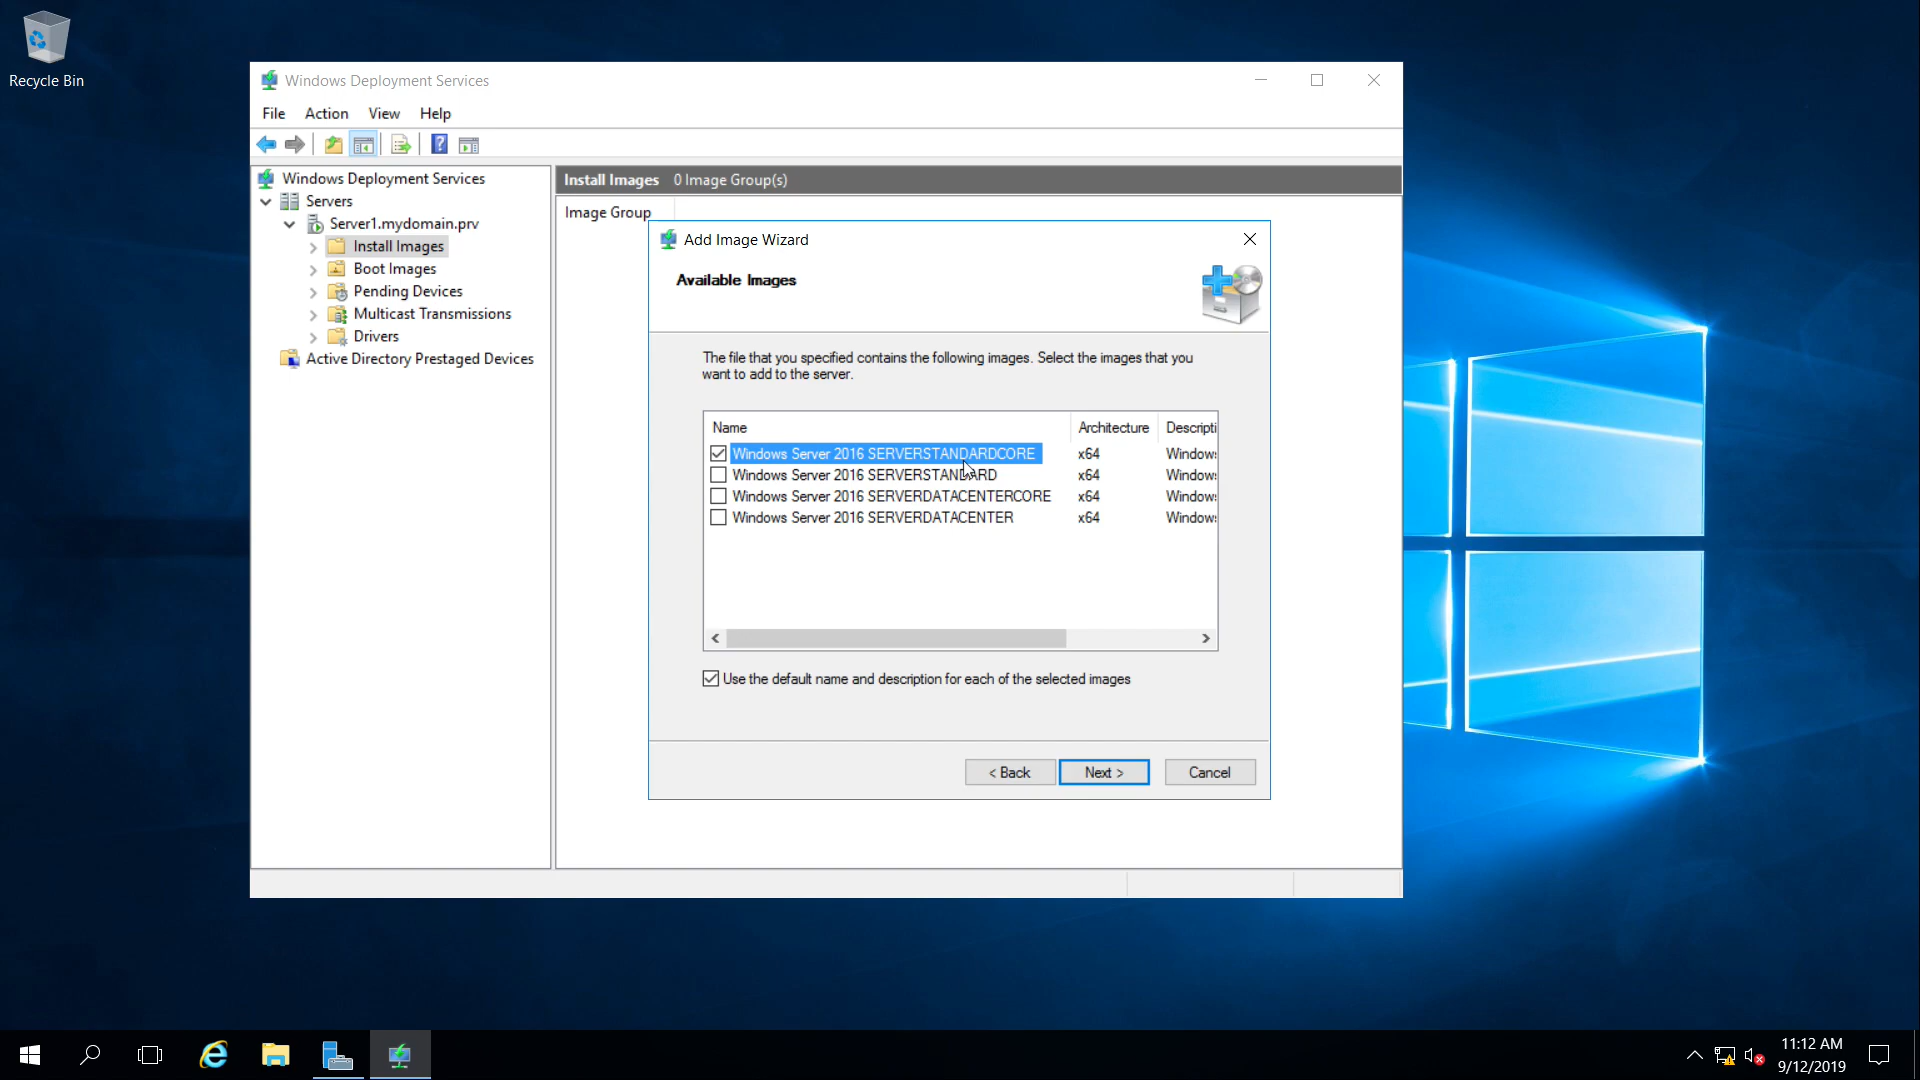 Recycle Bin
Windows Deployment Services
File Action View Help
Windows Deployment Services
Servers
Server1.mydomain.prv
Install Images
Boot Images
Pending Devices
Multicast Transmissions
Drivers
Active Directory Prestaged Devices
Install Images 0 Image Group(s)
Image Group
Add Image Wizard
Available Images
The file that you specified contains the following images. Select the images that you
want to add to the server.
Name Architecture Descripti
Windows Server 2016 SERVERSTANDARDCORE x64 Windows
Windows Server 2016 SERVERSTANDARD x64 Windows
Windows Server 2016 SERVERDATACENTERCORE x64 Windows
Windows Server 2016 SERVERDATACENTER x64 Windows
Use the default name and description for each of the selected images
< Back Next > Cancel
11:12 AM
9/12/2019